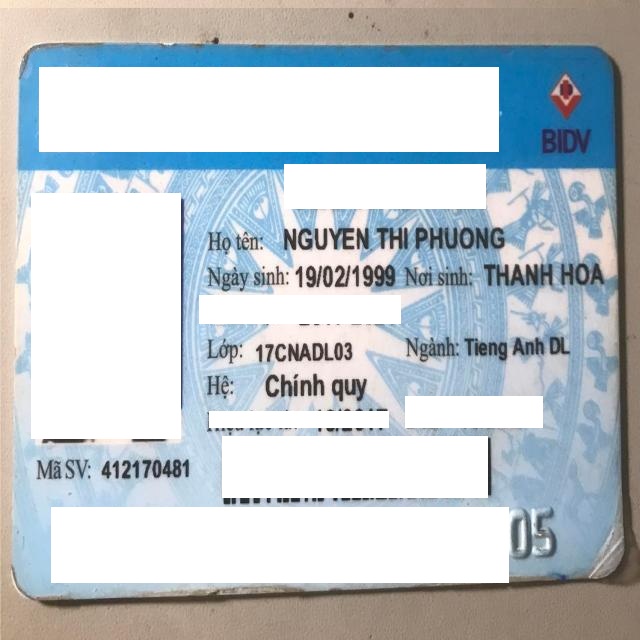 BIDV
Họ tên: NGUYEN THI PHUONG
Ngày sinh: 19/02/1999 Nơi sinh: THANH HOA
Lớp: 17CNADL03 Ngành: Tieng Anh DL
Hệ: Chính quy
Mã SV: 412170481
05